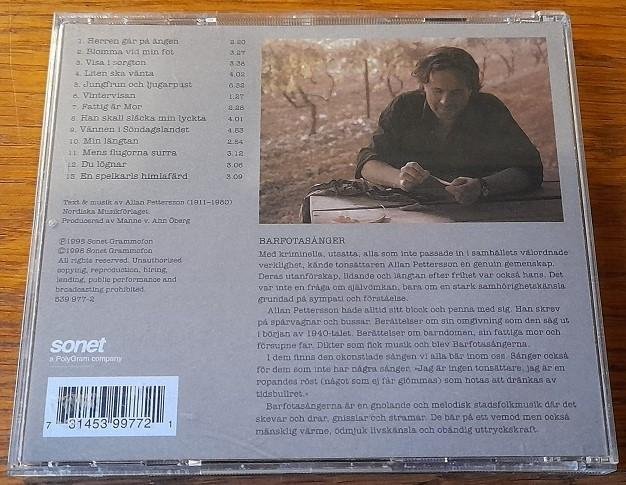 1. Herren går på ängen 2.20
2. Blomma vid min fot 3.27
3. Visa i sorgton 3.38
4. Liten ska vänta 4.02
5. Jungfrun och ljugarpust 6.32
6. Vintervisan 1.27
7. Fattig är Mor 2.28
8. Han skall släcka min lyckta 4.01
9. Vännen i Söndagslandet 4.53
10. Min längtan 2.54
11. Mens flugorna surra 3.12
12. Du lögnar 3.06
13. En spelkarls himlafärd 3.09
Text & musik av Allan Pettersson (1911–1980)
Nordiska Musikförlaget.
Producerad av Manne v. Ahn Öberg
℗1998 Sonet Grammofon
©1998 Sonet Grammofon
All rights reserved. Unauthorized
copying, reproduction, hiring,
lending, public performance and
broadcasting prohibited.
539 977-2
sonet
a PolyGram company
7 31453 99772 1
BARFOTASÅNGER
Med kriminella, utsatta, alla som inte passade in i samhällets välordnade
verklighet, kände tonsättaren Allan Pettersson en genuin gemenskap.
Deras utanförskap, lidande och längtan efter frihet var också hans. Det
var inte en fråga om självömkan, bara om en stark samhörighetskänsla
grundad på sympati och förståelse.
Allan Pettersson hade alltid sitt block och penna med sig. Han skrev
på spårvagnar och bussar. Berättelser om sin omgivning som den såg ut
i början av 1940-talet. Berättelser om barndomen, sin fattiga mor och
försupne far. Dikter som fick musik och blev Barfotasångerna.
I dem finns den okonstlade sången vi alla bär inom oss. Sånger också
för dem som inte har några sånger. »Jag är ingen tonsättare, jag är en
ropandes röst (något som ej får glömmas) som hotas att dränkas av
tidsbullret.»
Barfotasångerna är en gnolande och melodisk stadsfolkmusik där det
skevar och drar, gnisslar och stramar. De bär på ett vemod men också
mänsklig värme, ödmjuk livskänsla och obändig uttryckskraft.